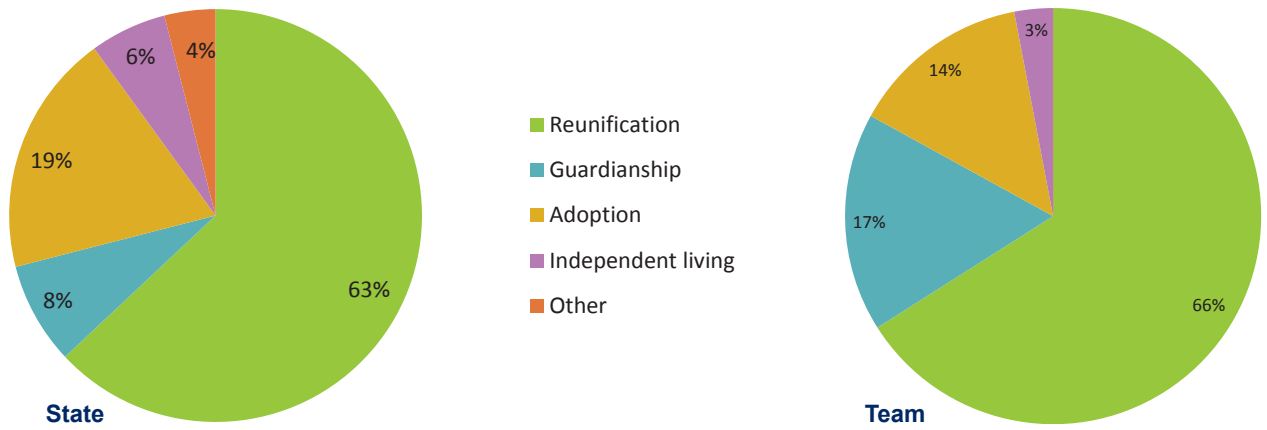 4%
6%
19%
8%
63%
State
Reunification
Guardianship
Adoption
Independent living
Other
3%
14%
17%
66%
Team